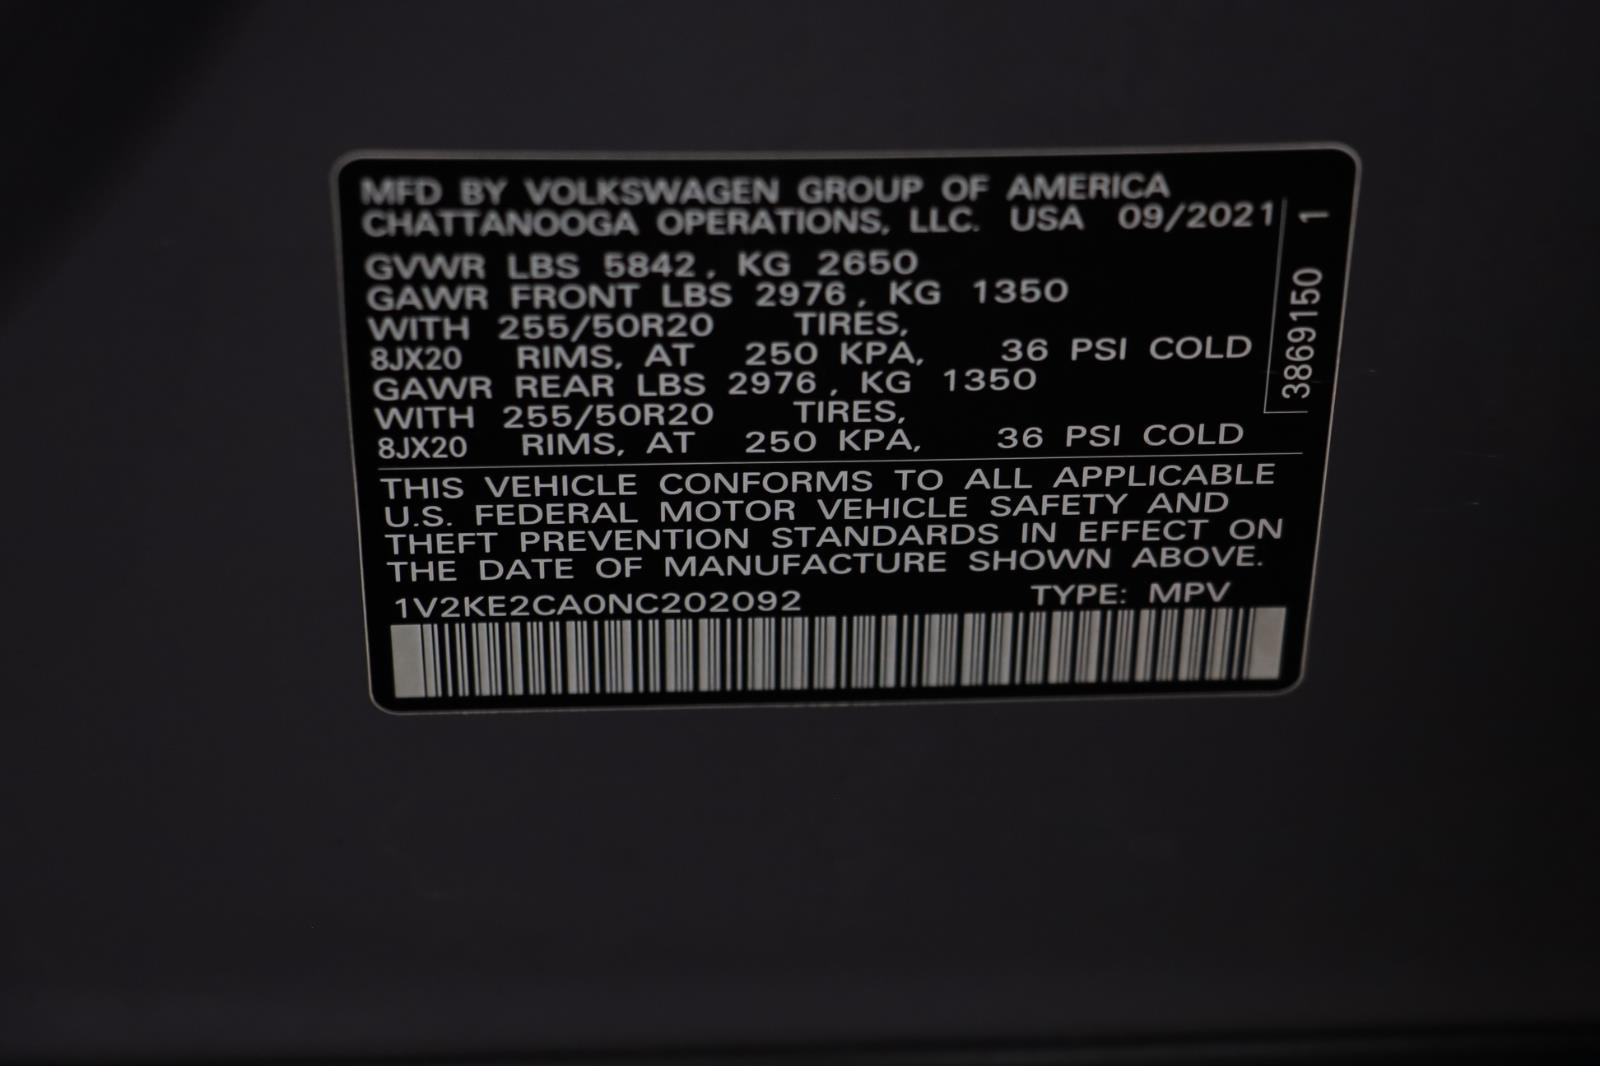 MFD BY VOLKSWAGEN GROUP OF AMERICA
CHATTANOOGA OPERATIONS, LLC. USA 09/2021
GVWR LBS 5842, KG 2650
GAWR FRONT LBS 2976, KG 1350
WITH 255/50R20 TIRES,
8JX20 RIMS, AT 250 KPA, 36 PSI COLD
GAWR REAR LBS 2976, KG 1350
WITH 255/50R20 TIRES,
8JX20 RIMS, AT 250 KPA, 36 PSI COLD
THIS VEHICLE CONFORMS TO ALL APPLICABLE
U.S. FEDERAL MOTOR VEHICLE SAFETY AND
THEFT PREVENTION STANDARDS IN EFFECT ON
THE DATE OF MANUFACTURE SHOWN ABOVE.
1V2KE2CA0NC202092 TYPE: MPV
3869150 1